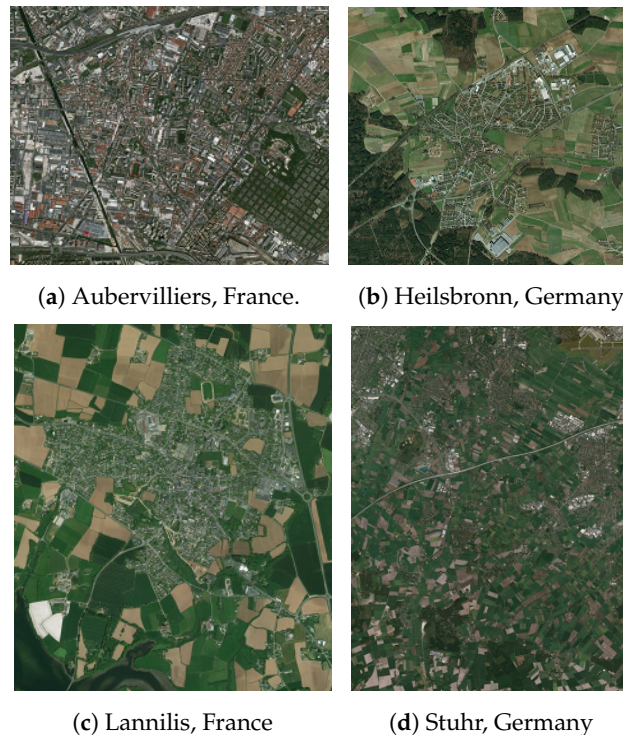 (a) Aubervilliers, France.
(b) Heilsbronn, Germany
(c) Lannilis, France
(d) Stuhr, Germany